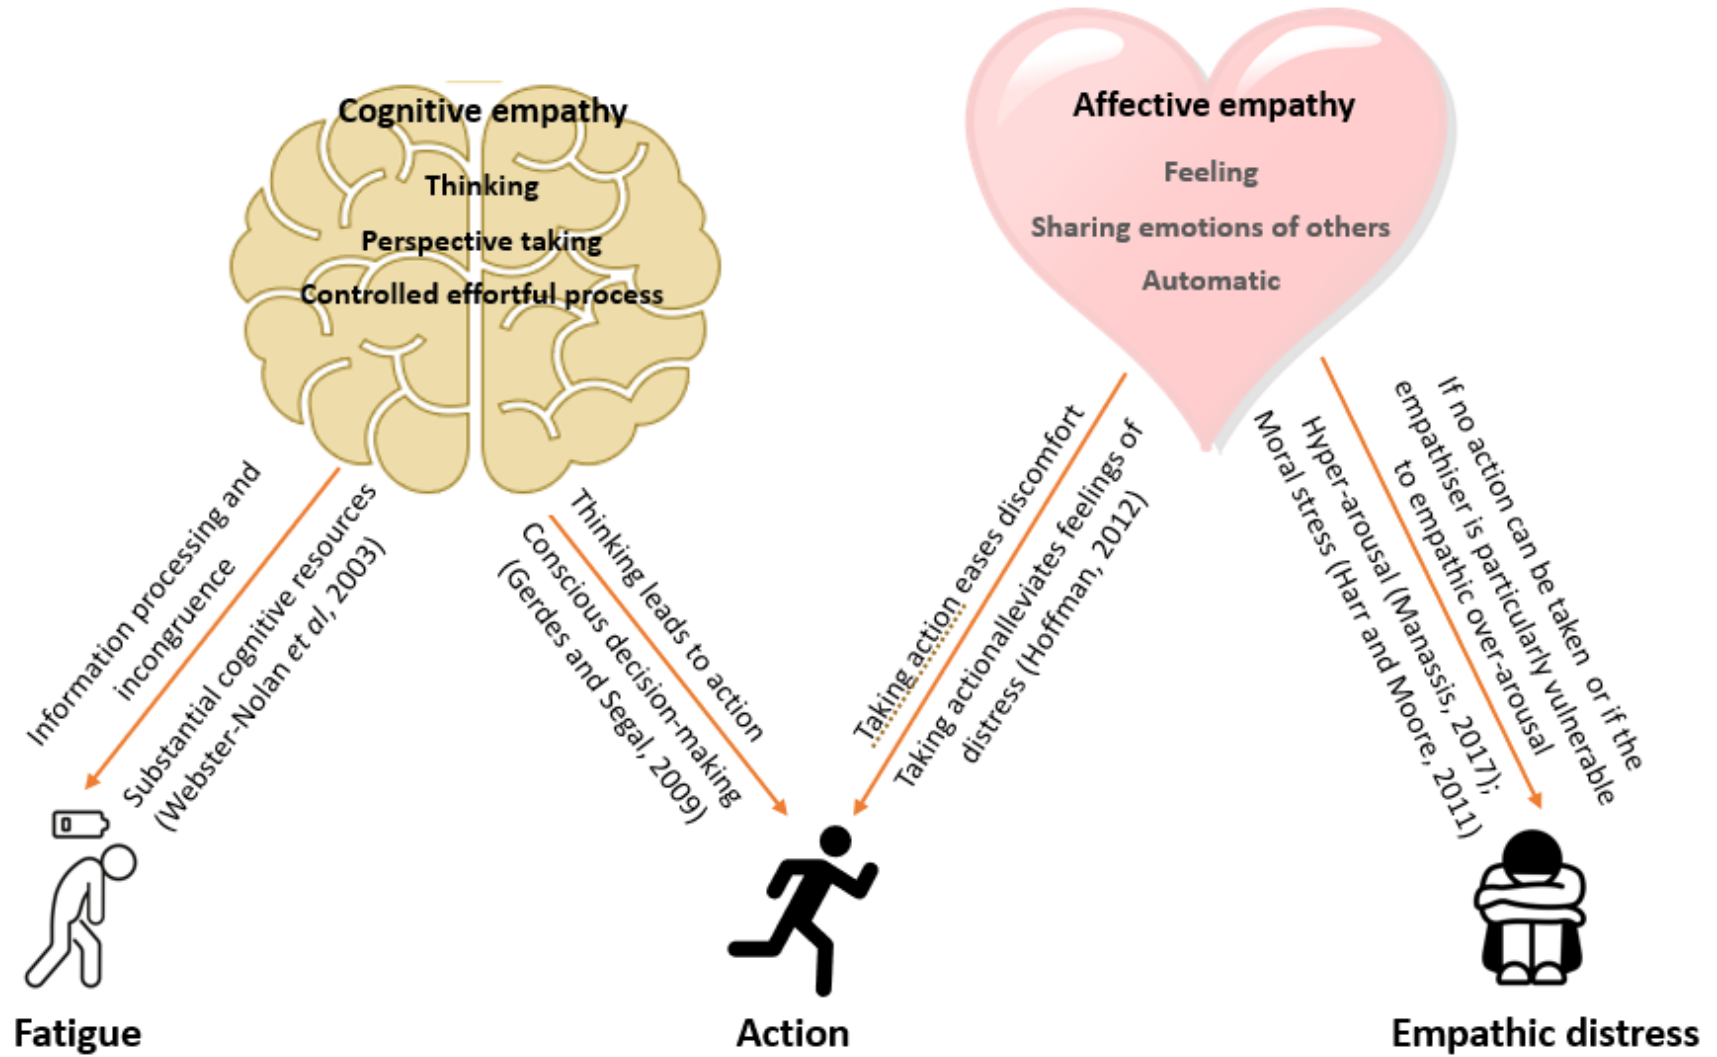 Cognitive empathy
Thinking
Perspective taking
Controlled effortful process
Affective empathy
Feeling
Sharing emotions of others
Automatic
Information processing and
incongruence
Substantial cognitive resources
(Webster-Nolan et al, 2003)
Thinking leads to action
Conscious decision-making
(Gerdes and Segal, 2009)
Taking action eases discomfort
Taking actionalleviates feelings of
distress (Hoffman, 2012)
If no action can be taken or if the
empathiser is particularly vulnerable
to empathic over-arousal
Hyper-arousal (Manassis, 2017);
Moral stress (Harr and Moore, 2011)
Fatigue
Action
Empathic distress